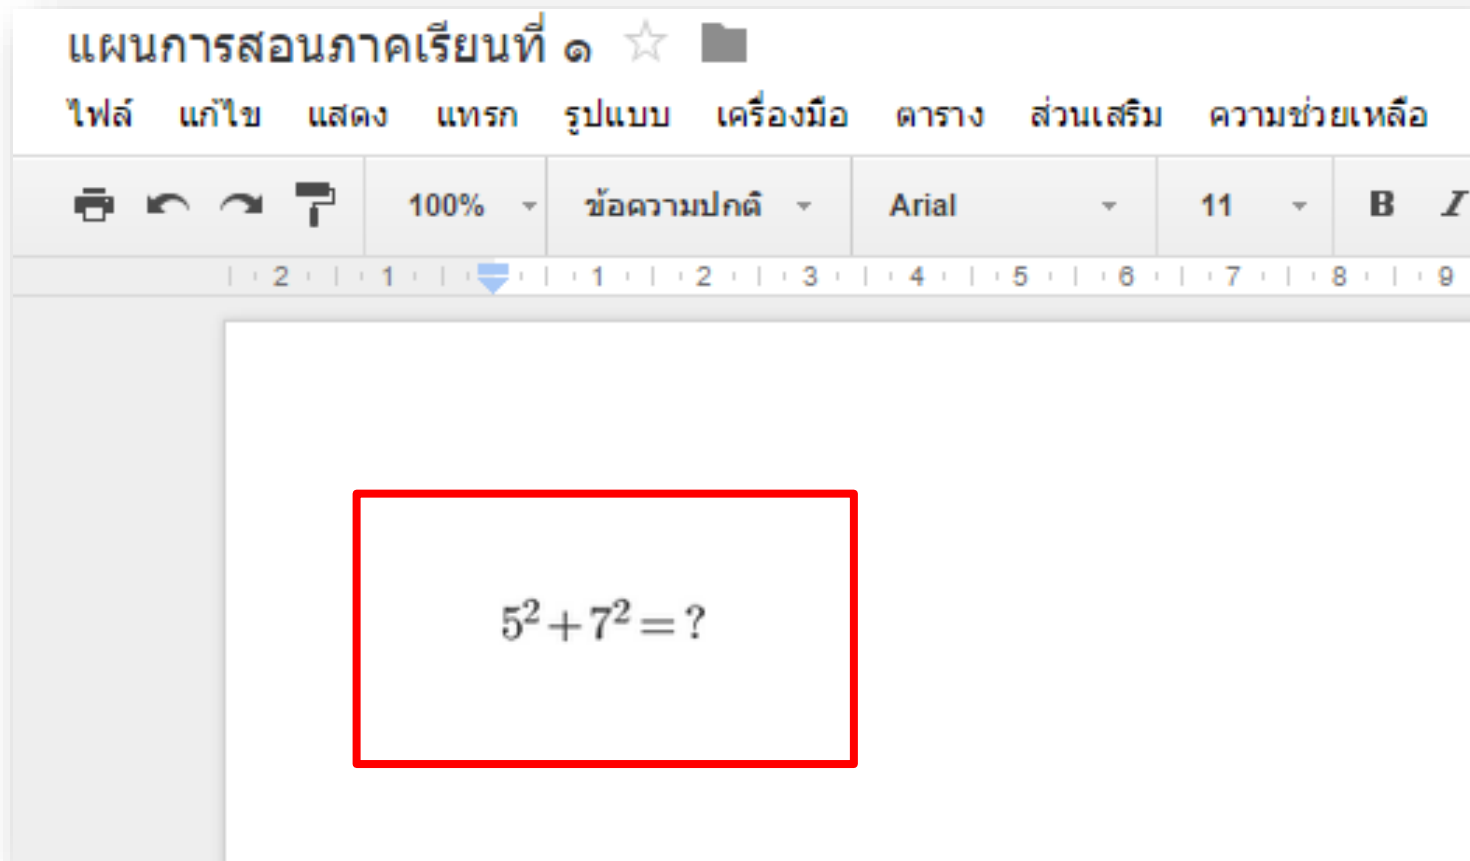 แผนการสอนภาคเรียนที่ ๑
ไฟล์ แก้ไข แสดง แทรก รูปแบบ เครื่องมือ ตาราง ส่วนเสริม ความช่วยเหลือ
100% ข้อความปกติ Arial 11 B I
2 1 1 2 3 4 5 6 7 8 9
5² + 7² = ?